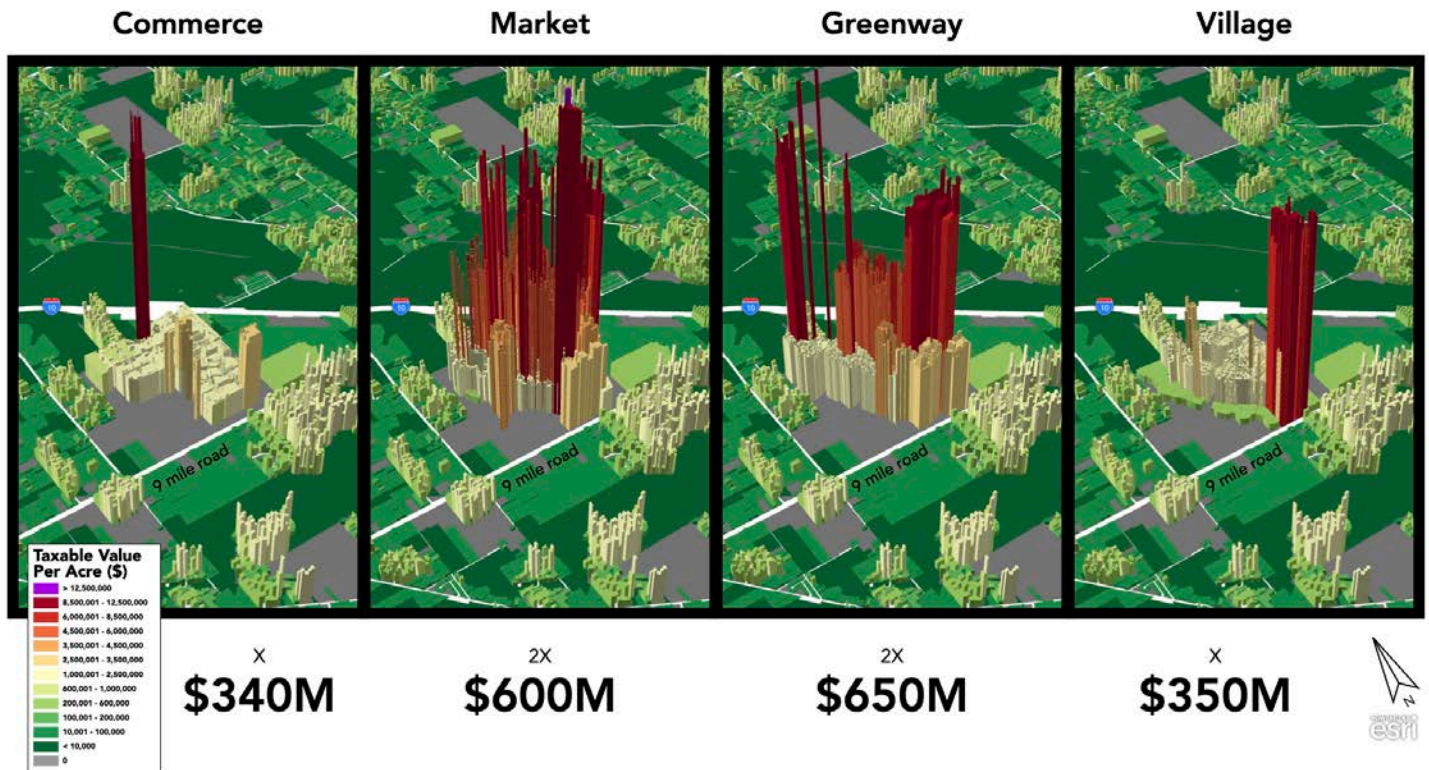 Commerce
Market
Greenway
Village
10
10
10
10
9 mile road
9 mile road
9 mile road
9 mile road
Taxable Value
Per Acre ($)
> 12,500,000
8,500,001 - 12,500,000
6,000,001 - 8,500,000
4,500,001 - 6,000,000
3,500,001 - 4,500,000
2,500,001 - 3,500,000
1,000,001 - 2,500,000
600,001 - 1,000,000
200,001 - 600,000
100,001 - 200,000
10,001 - 100,000
< 10,000
0
X
$340M
2X
$600M
2X
$650M
X
$350M
N
esri